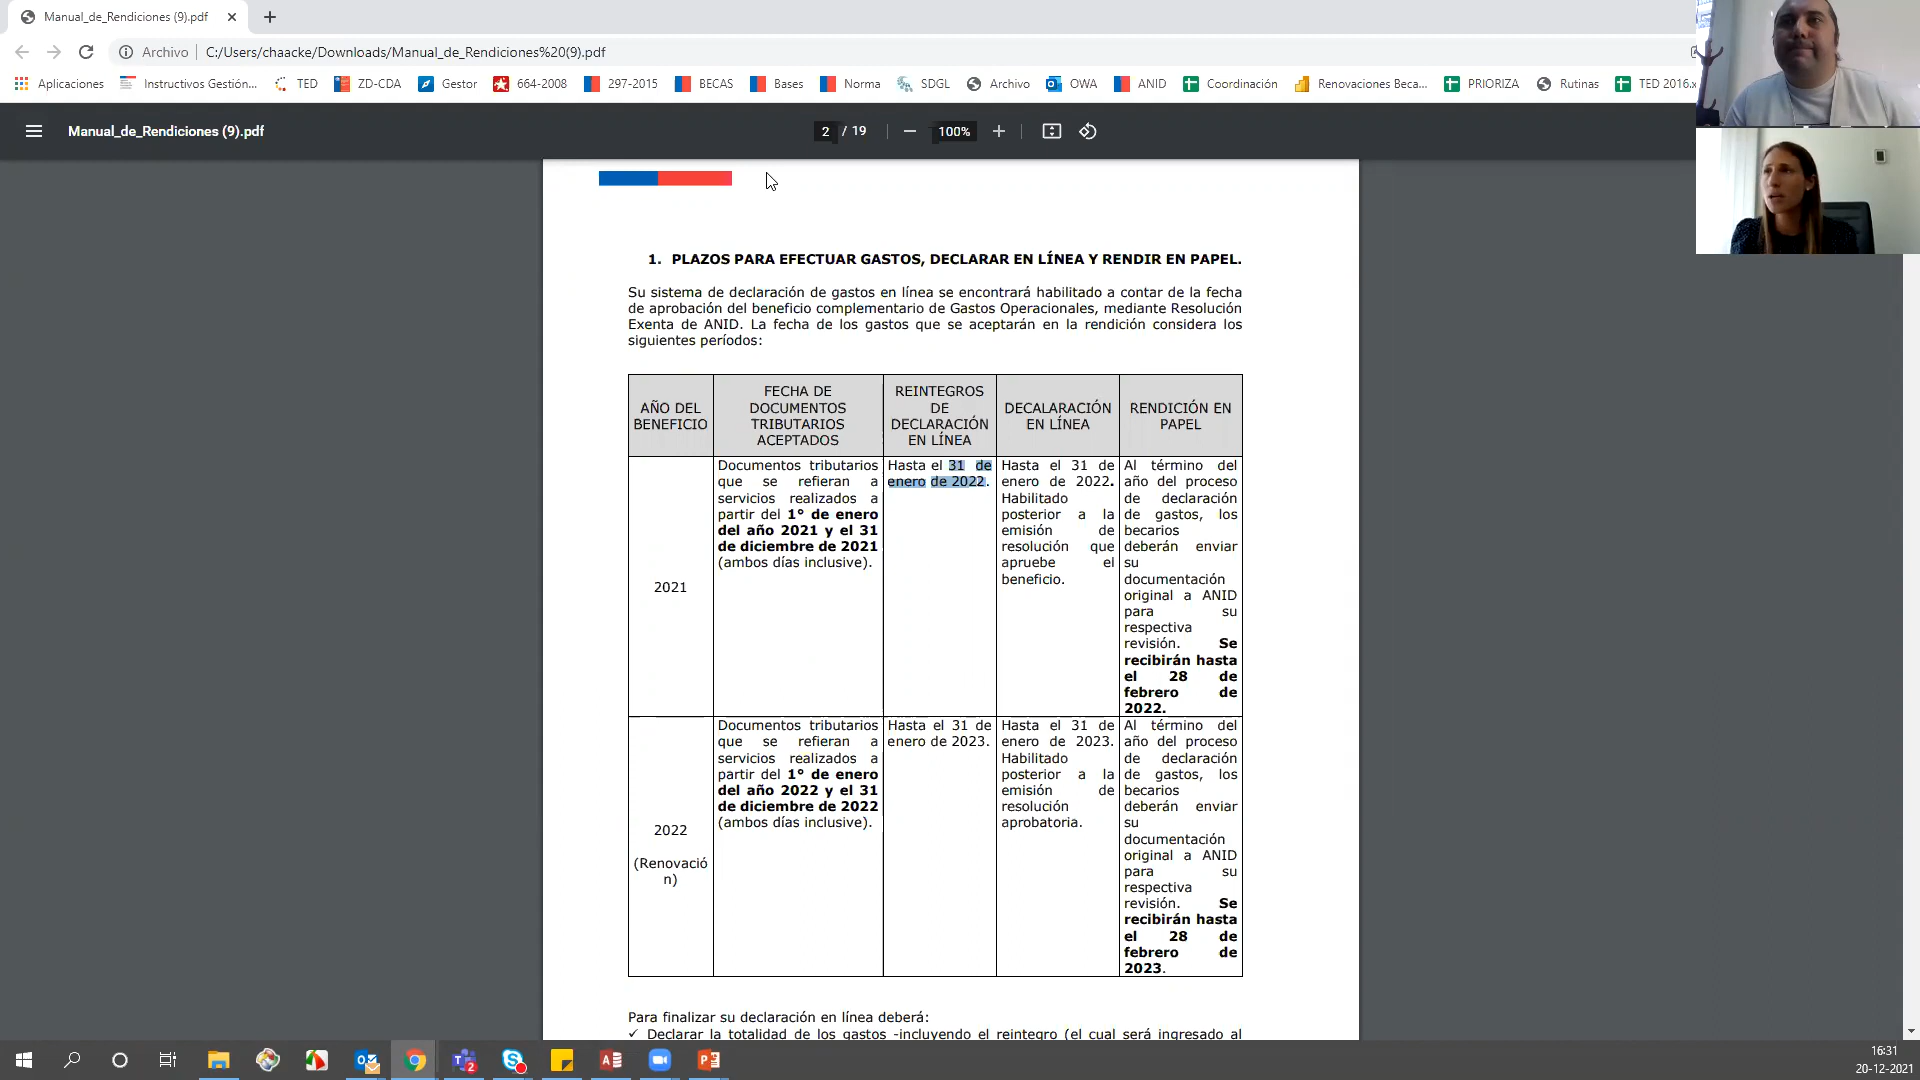 Manual_de_Rendiciones (9).pdf
Archivo
C:/Users/chaacke/Downloads/Manual_de_Rendiciones%20(9).pdf
Aplicaciones
Instructivos Gestión...
TED
ZD-CDA
Gestor
664-2008
297-2015
BECAS
Bases
Norma
SDGL
Archivo
OWA
ANID
Coordinación
Renovaciones Beca...
PRIORIZA
Rutinas
TED 2016.x
Manual_de_Rendiciones (9).pdf
2 / 19
100%
1. PLAZOS PARA EFECTUAR GASTOS, DECLARAR EN LÍNEA Y RENDIR EN PAPEL.
Su sistema de declaración de gastos en línea se encontrará habilitado a contar de la fecha
de aprobación del beneficio complementario de Gastos Operacionales, mediante Resolución
Exenta de ANID. La fecha de los gastos que se aceptarán en la rendición considera los
siguientes períodos:
AÑO DEL
BENEFICIO
FECHA DE
DOCUMENTOS
TRIBUTARIOS
ACEPTADOS
REINTEGROS
DE
DECLARACIÓN
EN LÍNEA
DECALARACIÓN
EN LÍNEA
RENDICIÓN EN
PAPEL
2021
Documentos tributarios
que se refieran a
servicios realizados a
partir del 1° de enero
del año 2021 y el 31
de diciembre de 2021
(ambos días inclusive).
Hasta el 31 de
enero de 2022.
Hasta el 31 de
enero de 2022.
Habilitado
posterior a la
emisión de
resolución que
apruebe el
beneficio.
Al término del
año del proceso
de declaración
de gastos, los
becarios
deberán enviar
su
documentación
original a ANID
para su
respectiva
revisión. Se
recibirán hasta
el 28 de
febrero de
2022.
2022
(Renovació
n)
Documentos tributarios
que se refieran a
servicios realizados a
partir del 1° de enero
del año 2022 y el 31
de diciembre de 2022
(ambos días inclusive).
Hasta el 31 de
enero de 2023.
Hasta el 31 de
enero de 2023.
Habilitado
posterior a la
emisión de
resolución
aprobatoria.
Al término del
año del proceso
de declaración
de gastos, los
becarios
deberán enviar
su
documentación
original a ANID
para su
respectiva
revisión. Se
recibirán hasta
el 28 de
febrero de
2023.
Para finalizar su declaración en línea deberá:
✓ Declarar la totalidad de los gastos -incluyendo el reintegro (el cual será ingresado al
2
16:31
20-12-2021